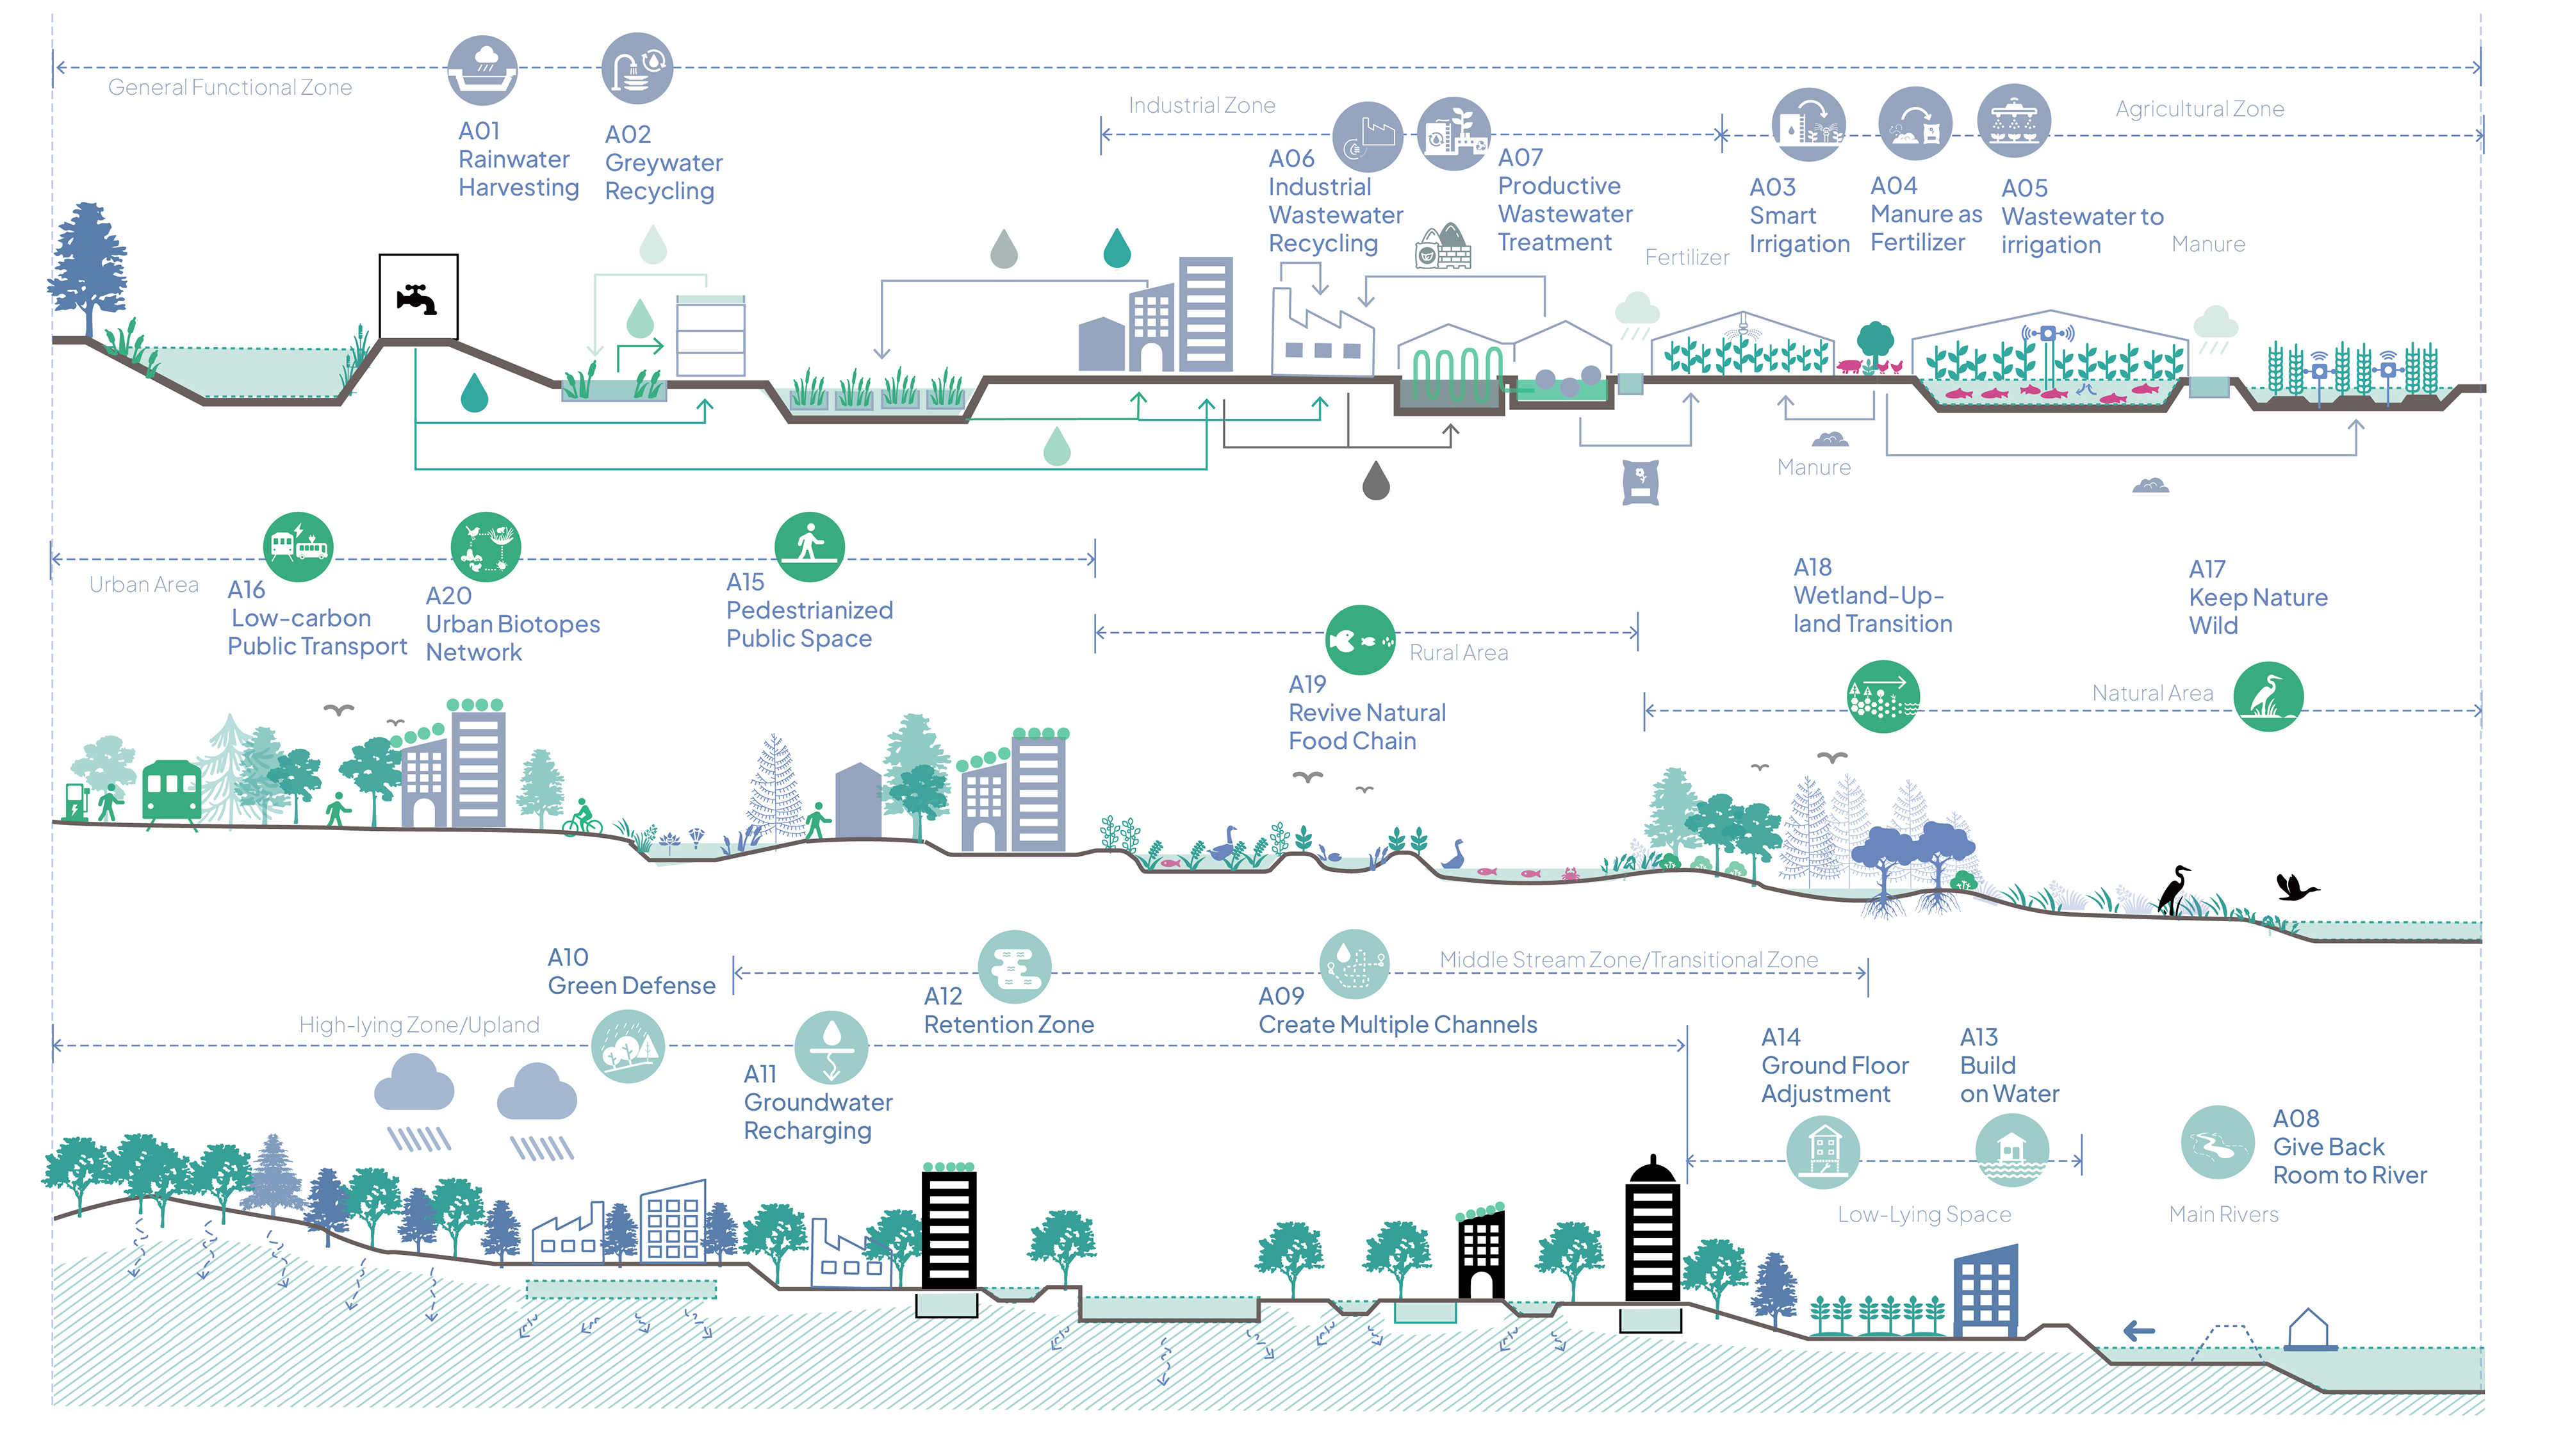 General Functional Zone
A01
Rainwater
Harvesting
A02
Greywater
Recycling
Industrial Zone
A06
Industrial
Wastewater
Recycling
A07
Productive
Wastewater
Treatment
Agricultural Zone
A03
Smart
Irrigation
A04
Manure as
Fertilizer
A05
Wastewater to
irrigation
Fertilizer
Manure
Manure
Urban Area
A16
Low-carbon
Public Transport
A20
Urban Biotopes
Network
A15
Pedestrianized
Public Space
Rural Area
A19
Revive Natural
Food Chain
A18
Wetland-Up-
land Transition
A17
Keep Nature
Wild
Natural Area
A10
Green Defense
High-lying Zone/Upland
A11
Groundwater
Recharging
A12
Retention Zone
A09
Create Multiple Channels
Middle Stream Zone/Transitional Zone
A14
Ground Floor
Adjustment
A13
Build
on Water
Low-Lying Space
A08
Give Back
Room to River
Main Rivers